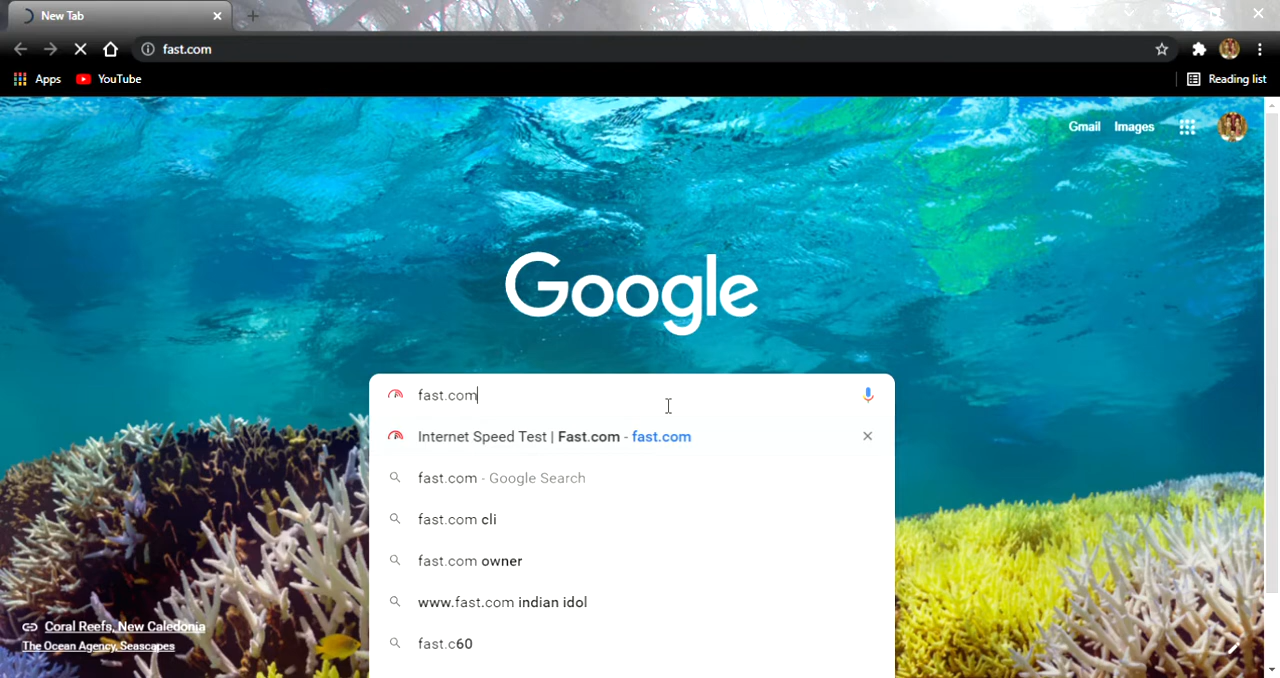 New Tab
fast.com
Apps
YouTube
Reading list
Gmail
Images
Google
fast.com
Internet Speed Test | Fast.com - fast.com
fast.com - Google Search
fast.com cli
fast.com owner
www.fast.com indian idol
fast.c60
Coral Reefs, New Caledonia
The Ocean Agency, Seascapes